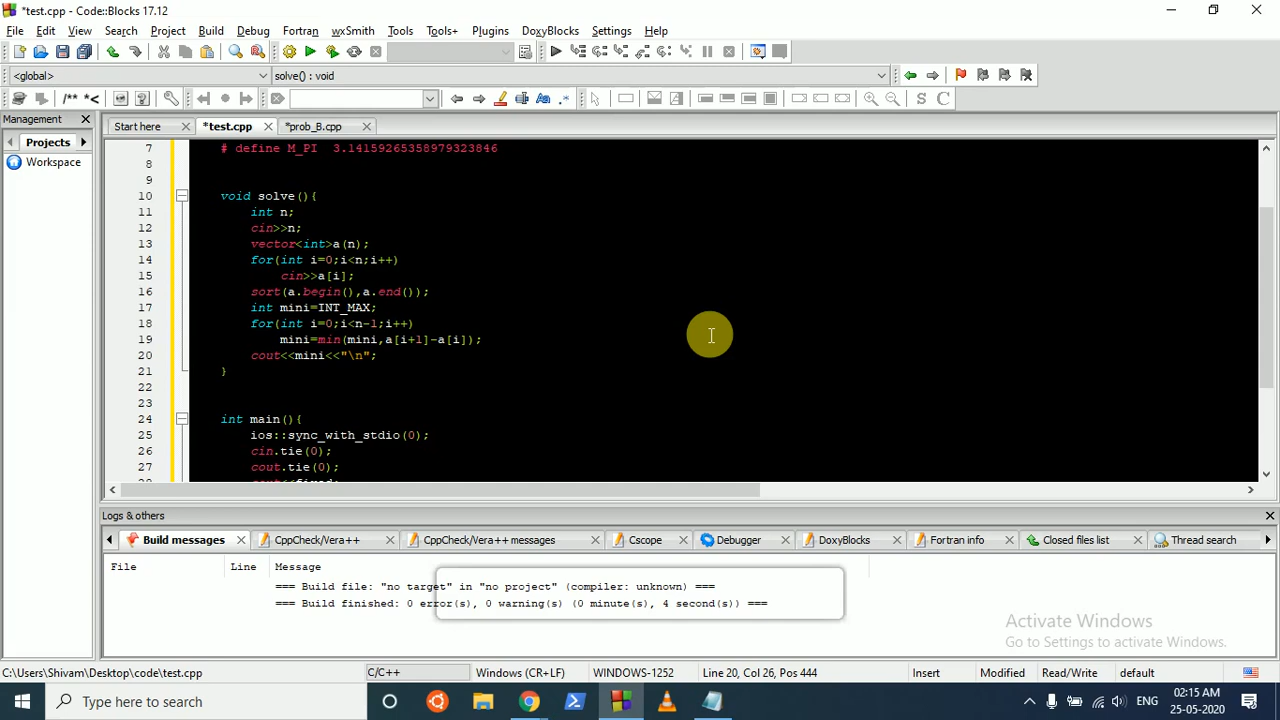 *test.cpp - Code::Blocks 17.12
File Edit View Search Project Build Debug Fortran wxSmith Tools Tools+ Plugins DoxyBlocks Settings Help
/** *<
<global> solve() : void
S C
Management
Projects
Workspace
Start here *test.cpp *prob_B.cpp
7 # define M_PI 3.14159265358979323846
8
9
10 void solve(){
11 int n;
12 cin>>n;
13 vector<int>a(n);
14 for(int i=0;i<n;i++)
15 cin>>a[i];
16 sort(a.begin(),a.end());
17 int mini=INT_MAX;
18 for(int i=0;i<n-1;i++)
19 mini=min(mini,a[i+1]-a[i]);
20 cout<<mini<<"\n";
21 }
22
23
24 int main(){
25 ios::sync_with_stdio(0);
26 cin.tie(0);
27 cout.tie(0);
28 cout<<fixed;
Logs & others
Build messages CppCheck/Vera++ CppCheck/Vera++ messages Cscope Debugger DoxyBlocks Fortran info Closed files list Thread search
File Line Message
=== Build file: "no target" in "no project" (compiler: unknown) ===
=== Build finished: 0 error(s), 0 warning(s) (0 minute(s), 4 second(s)) ===
Activate Windows
Go to Settings to activate Windows.
C:\Users\Shivam\Desktop\code\test.cpp C/C++ Windows (CR+LF) WINDOWS-1252 Line 20, Col 26, Pos 444 Insert Modified Read/Write default
Type here to search
ENG
02:15 AM
25-05-2020